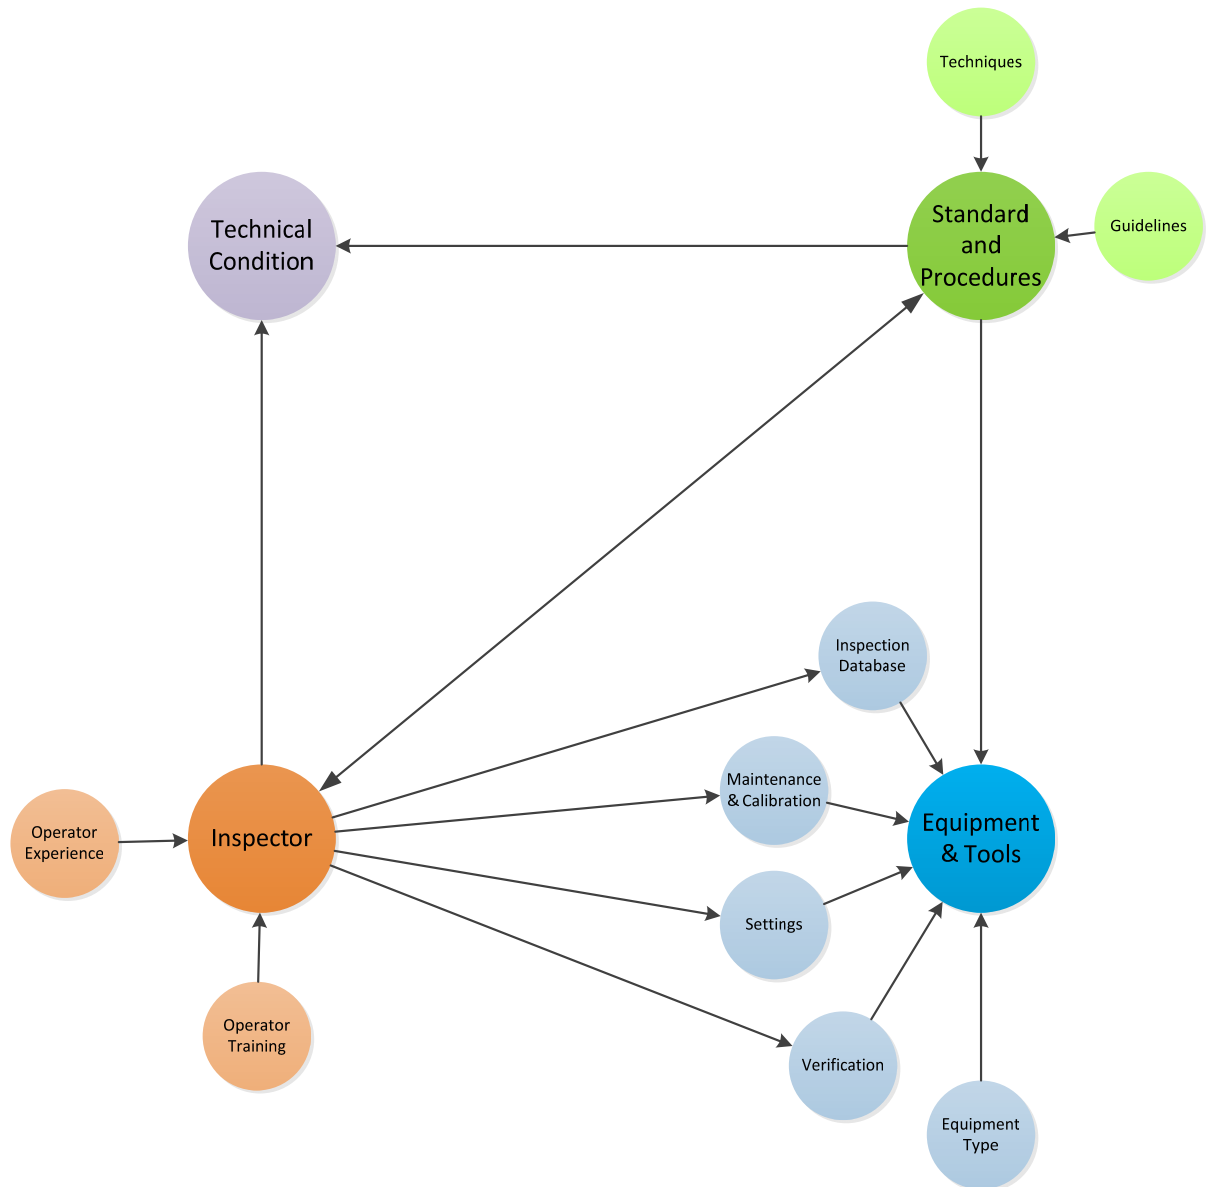 Techniques
Technical
Condition
Standard
and
Procedures
Guidelines
Inspection
Database
Maintenance
& Calibration
Operator
Experience
Inspector
Equipment
& Tools
Settings
Operator
Training
Verification
Equipment
Type